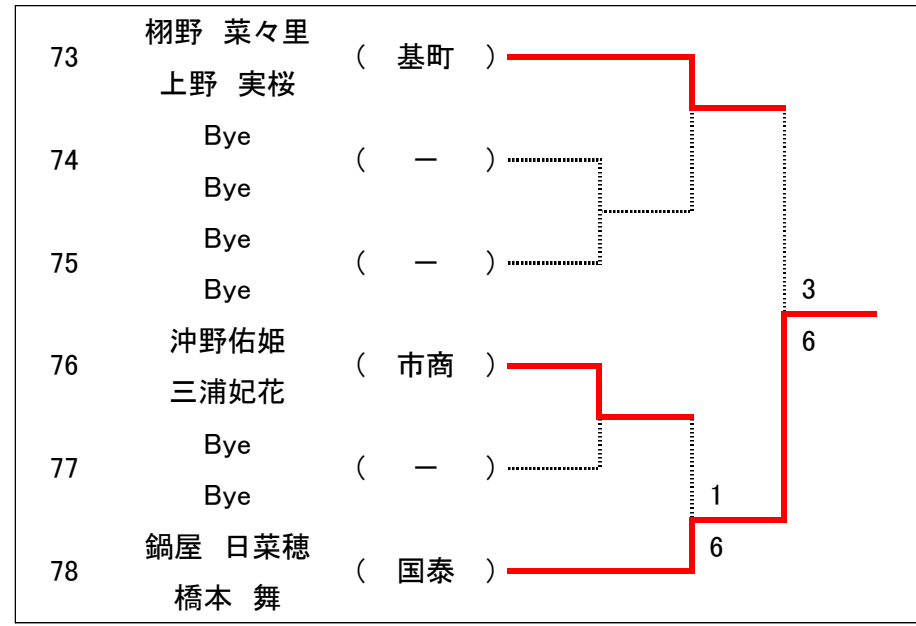 栩野　菜々里
73 （　基町　）
上野　実桜
Bye
74 （　ー　）
Bye
Bye
75 （　ー　）
Bye
3
沖野佑姫
6
76 （　市商　）
三浦妃花
Bye
77 （　ー　）
Bye
1
鍋屋　日菜穂
6
78 （　国泰　）
橋本　舞